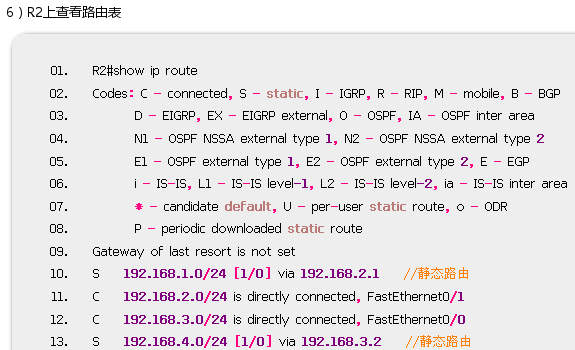 6）R2上查看路由表
01. R2#show ip route
02. Codes: C - connected, S - static, I - IGRP, R - RIP, M - mobile, B - BGP
03. D - EIGRP, EX - EIGRP external, O - OSPF, IA - OSPF inter area
04. N1 - OSPF NSSA external type 1, N2 - OSPF NSSA external type 2
05. E1 - OSPF external type 1, E2 - OSPF external type 2, E - EGP
06. i - IS-IS, L1 - IS-IS level-1, L2 - IS-IS level-2, ia - IS-IS inter area
07. * - candidate default, U - per-user static route, o - ODR
08. P - periodic downloaded static route
09. Gateway of last resort is not set
10. S 192.168.1.0/24 [1/0] via 192.168.2.1 //静态路由
11. C 192.168.2.0/24 is directly connected, FastEthernet0/1
12. C 192.168.3.0/24 is directly connected, FastEthernet0/0
13. S 192.168.4.0/24 [1/0] via 192.168.3.2 //静态路由